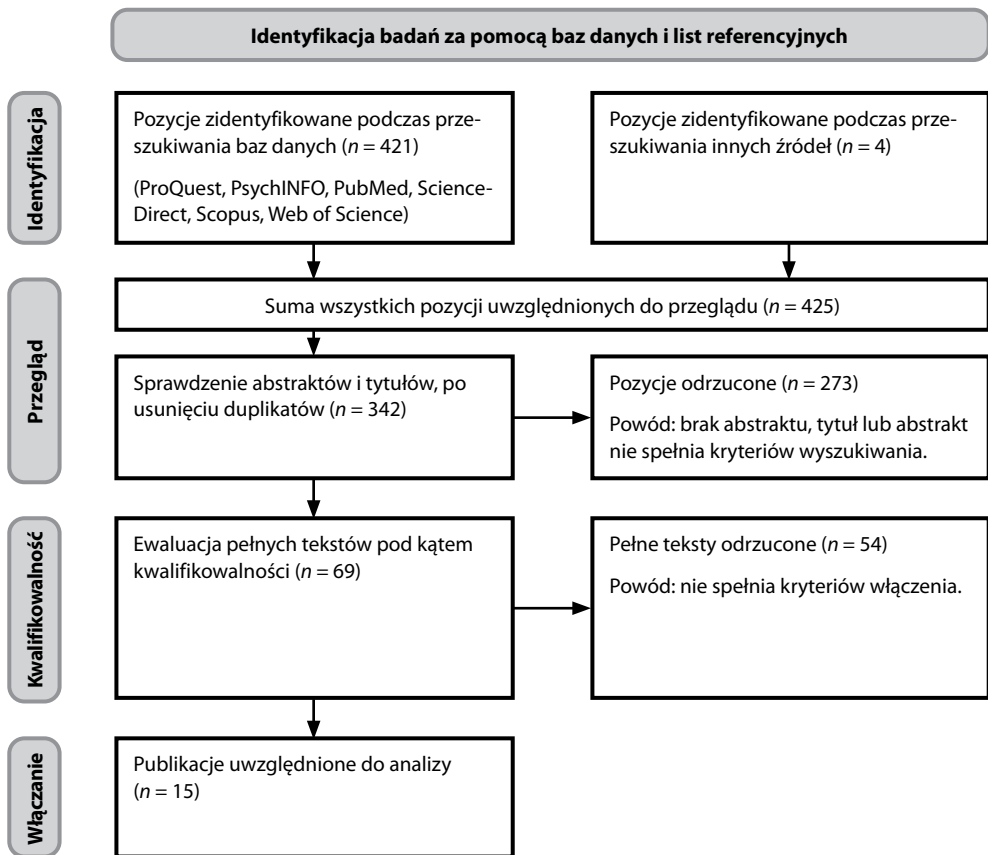 Identyfikacja badań za pomocą baz danych i list referencyjnych
Identyfikacja
Pozycje zidentyfikowane podczas prze-
szukiwania baz danych (n = 421)
(ProQuest, PsychINFO, PubMed, Science-
Direct, Scopus, Web of Science)
Pozycje zidentyfikowane podczas prze-
szukiwania innych źródeł (n = 4)
Przegląd
Suma wszystkich pozycji uwzględnionych do przeglądu (n = 425)
Sprawdzenie abstraktów i tytułów, po
usunięciu duplikatów (n = 342)
Pozycje odrzucone (n = 273)
Powód: brak abstraktu, tytuł lub abstrakt
nie spełnia kryteriów wyszukiwania.
Kwalifikowalność
Ewaluacja pełnych tekstów pod kątem
kwalifikowalności (n = 69)
Pełne teksty odrzucone (n = 54)
Powód: nie spełnia kryteriów włączenia.
Włączanie
Publikacje uwzględnione do analizy
(n = 15)